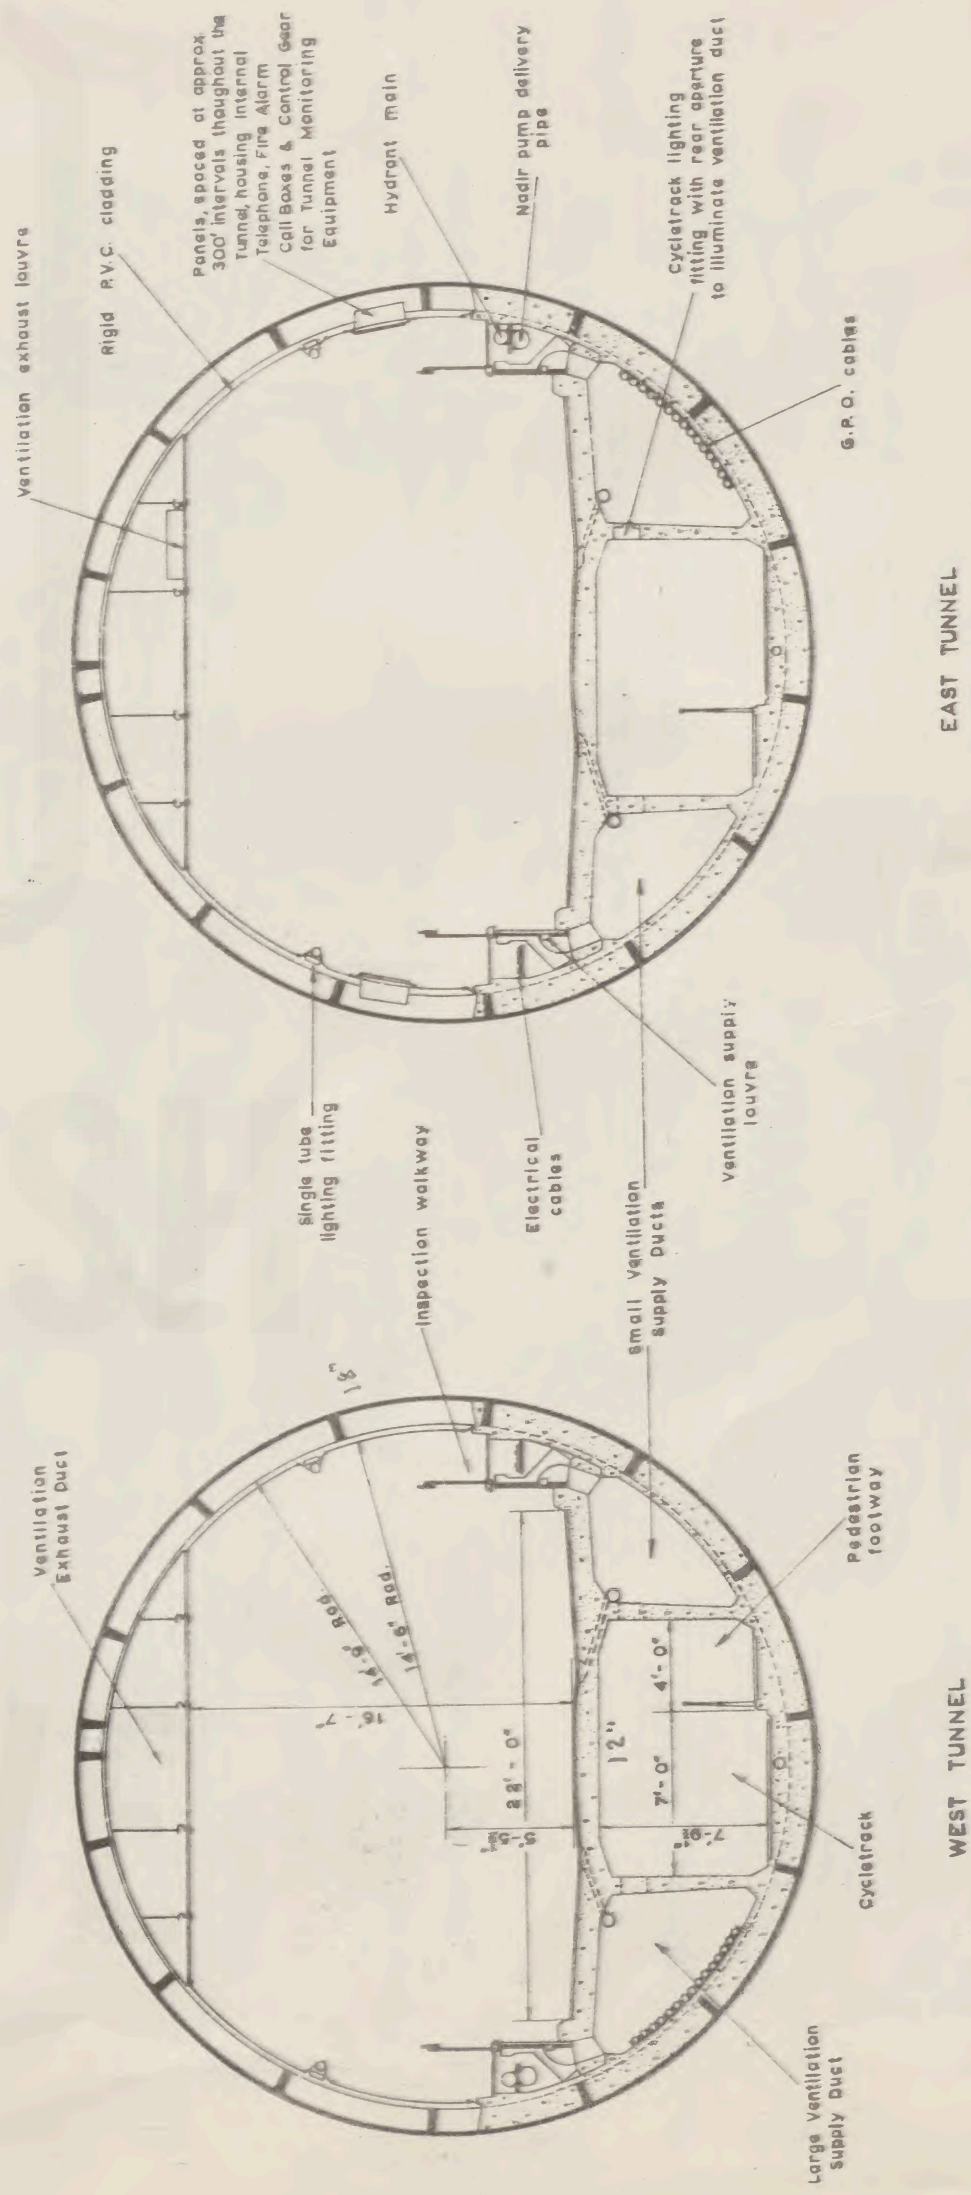 Ventilation
Exhaust Duct
14'-9" Rad.
14'-6" Rad.
18"
16'-7"
22'-0"
12"
7'-0"
4'-0"
Inspection walkway
Large Ventilation
Supply Duct
Cycletrack
Pedestrian
footway
WEST TUNNEL
Small Ventilation
Supply Ducts
Single tube
lighting fitting
Electrical
cables
Ventilation supply
louvre
Ventilation exhaust louvre
Rigid P.V.C. cladding
Panels, spaced at approx.
300' intervals thoughout the
Tunnel, housing Internal
Telephone, Fire Alarm
Call Boxes & Control Gear
for Tunnel Monitoring
Equipment
Hydrant main
Nadir pump delivery
pipe
Cycletrack lighting
fitting with rear aperture
to illuminate ventilation duct
G.P.O. cables
EAST TUNNEL